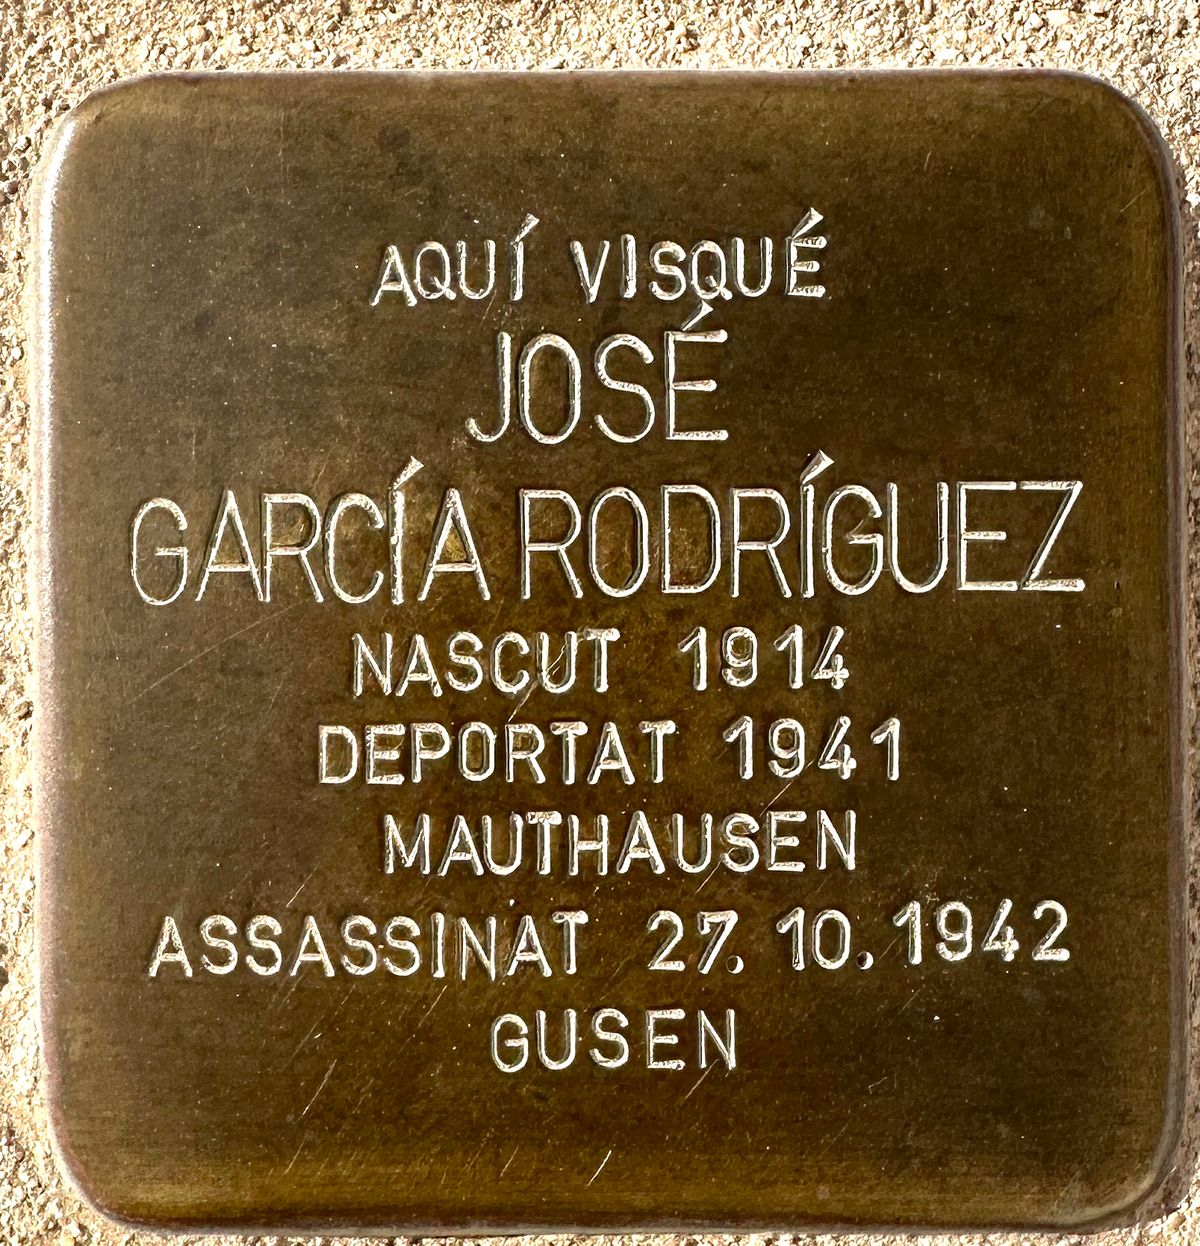 AQUÍ VISQUÉ
JOSÉ
GARCÍA RODRÍGUEZ
NASCUT 1914
DEPORTAT 1941
MAUTHAUSEN
ASSASSINAT 27.10.1942
GUSEN